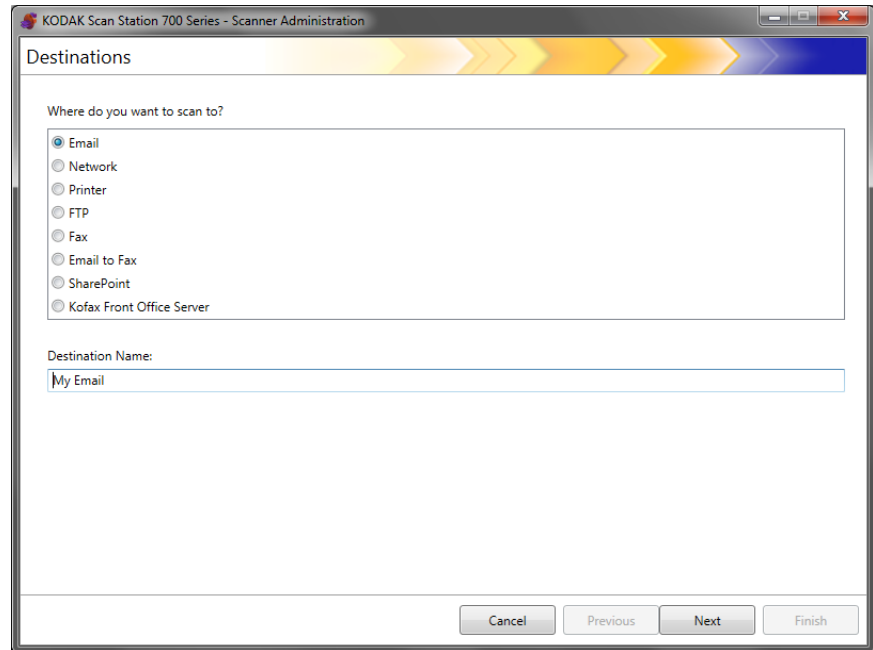 KODAK Scan Station 700 Series - Scanner Administration
Destinations
Where do you want to scan to?
Email
Network
Printer
FTP
Fax
Email to Fax
SharePoint
Kofax Front Office Server
Destination Name:
My Email
Cancel Previous Next Finish